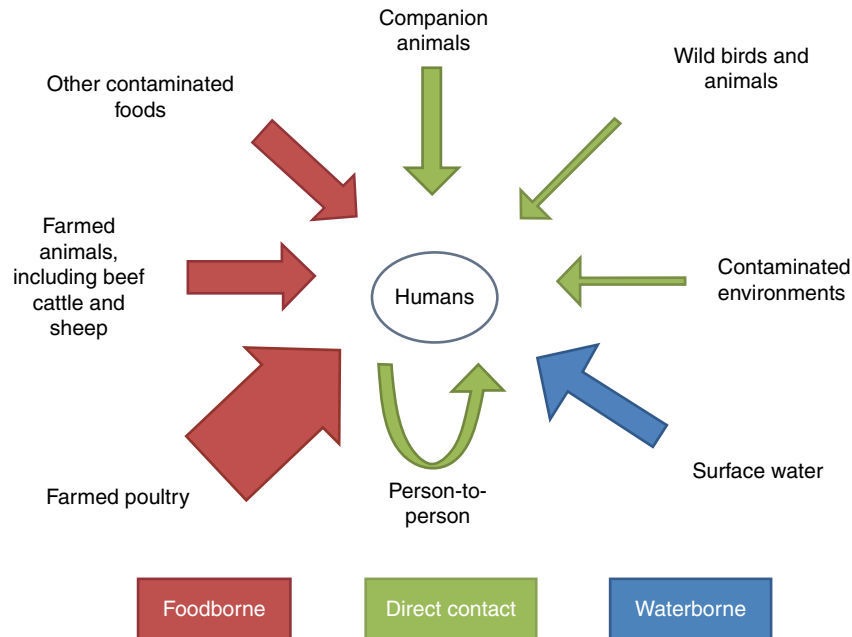 Companion
animals
Wild birds and
animals
Other contaminated
foods
Farmed
animals,
including beef
cattle and
sheep
Humans
Contaminated
environments
Farmed poultry
Person-to-
person
Surface water
Foodborne
Direct contact
Waterborne